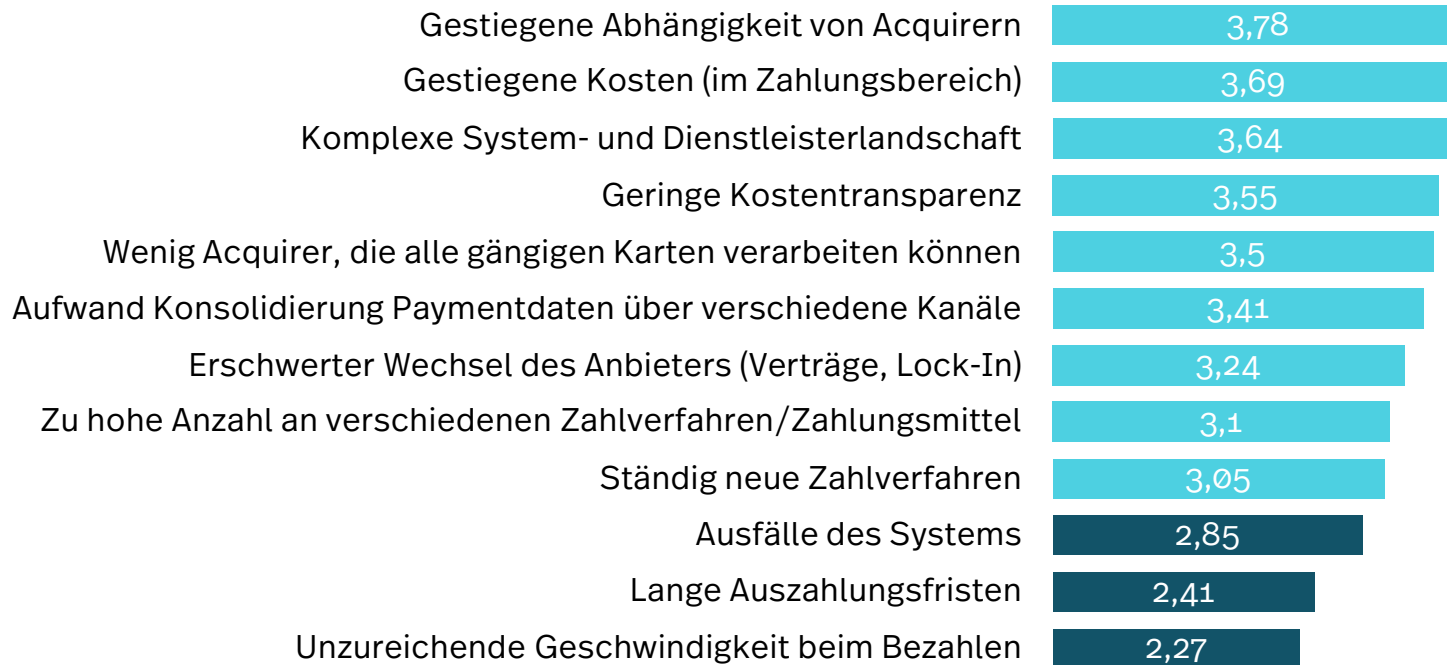 Gestiegene Abhängigkeit von Acquirern 3,78
Gestiegene Kosten (im Zahlungsbereich) 3,69
Komplexe System- und Dienstleisterlandschaft 3,64
Geringe Kostentransparenz 3,55
Wenig Acquirer, die alle gängigen Karten verarbeiten können 3,5
Aufwand Konsolidierung Paymentdaten über verschiedene Kanäle 3,41
Erschwerter Wechsel des Anbieters (Verträge, Lock-In) 3,24
Zu hohe Anzahl an verschiedenen Zahlverfahren/Zahlungsmittel 3,1
Ständig neue Zahlverfahren 3,05
Ausfälle des Systems 2,85
Lange Auszahlungsfristen 2,41
Unzureichende Geschwindigkeit beim Bezahlen 2,27